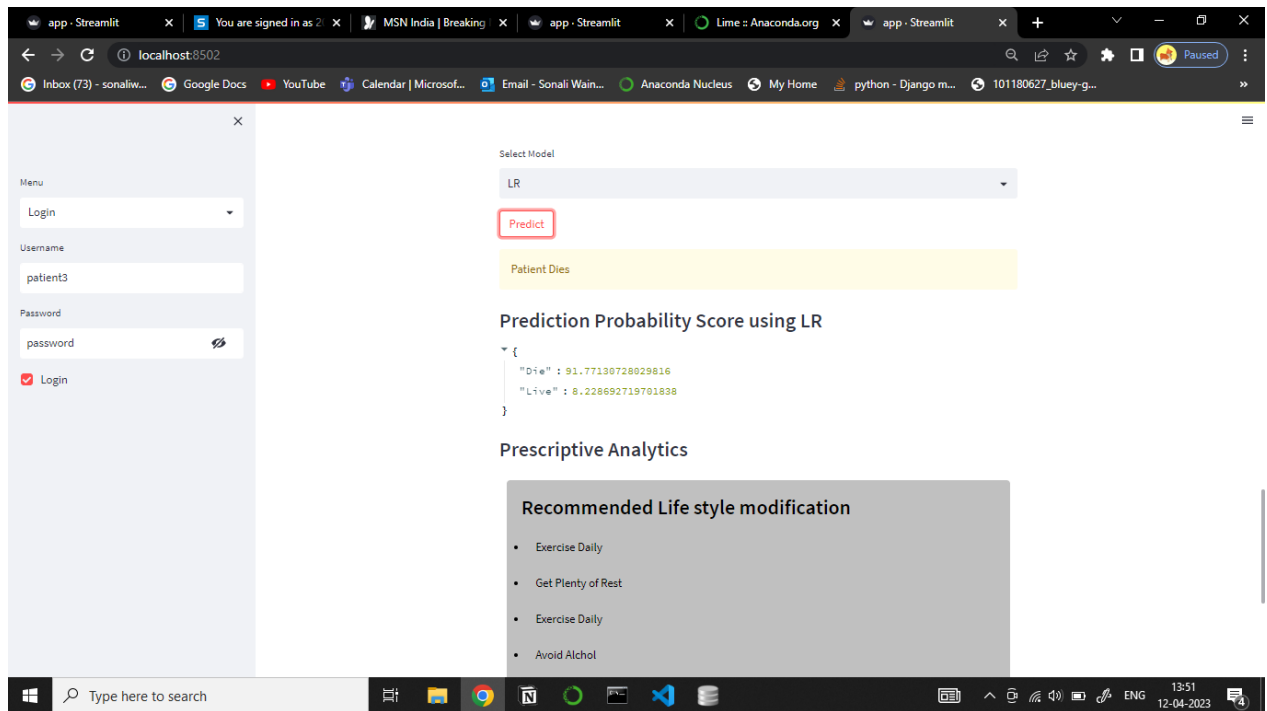 app · Streamlit
You are signed in as 2
MSN India | Breaking
app · Streamlit
Lime :: Anaconda.org
app · Streamlit
localhost:8502
Paused
Inbox (73) - sonaliw...
Google Docs
YouTube
Calendar | Microsof...
Email - Sonali Wain...
Anaconda Nucleus
My Home
python - Django m...
101180627_bluey-g...
»
Menu
Login
Username
patient3
Password
password
Login
Select Model
LR
Predict
Patient Dies
Prediction Probability Score using LR
{
"Die" : 91.77130728029816
"Live" : 8.228692719701838
}
Prescriptive Analytics
Recommended Life style modification
• Exercise Daily
• Get Plenty of Rest
• Exercise Daily
• Avoid Alchol
Type here to search
ENG
13:51
12-04-2023
4